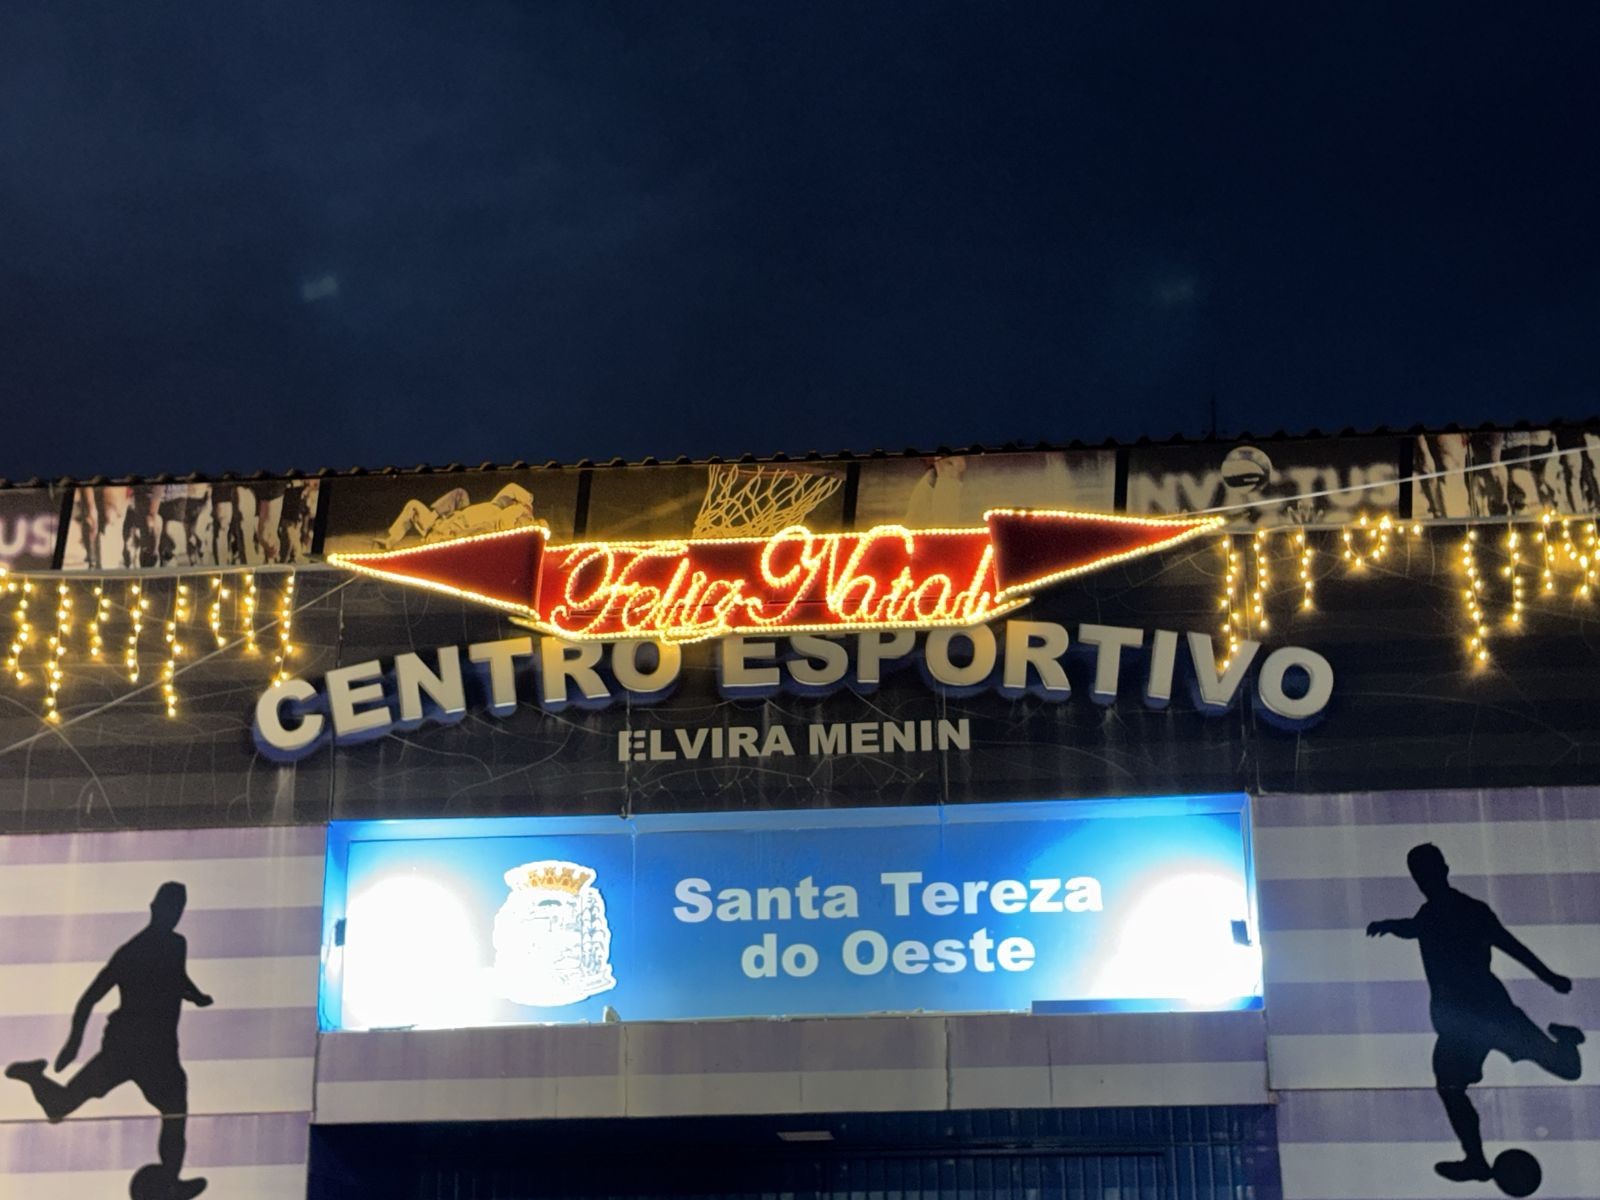 Feliz Natal
CENTRO ESPORTIVO
ELVIRA MENIN
Santa Tereza
do Oeste